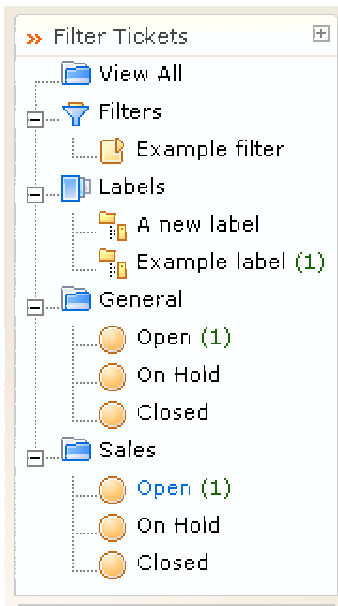 Filter Tickets
View All
Filters
Example filter
Labels
A new label
Example label (1)
General
Open (1)
On Hold
Closed
Sales
Open (1)
On Hold
Closed